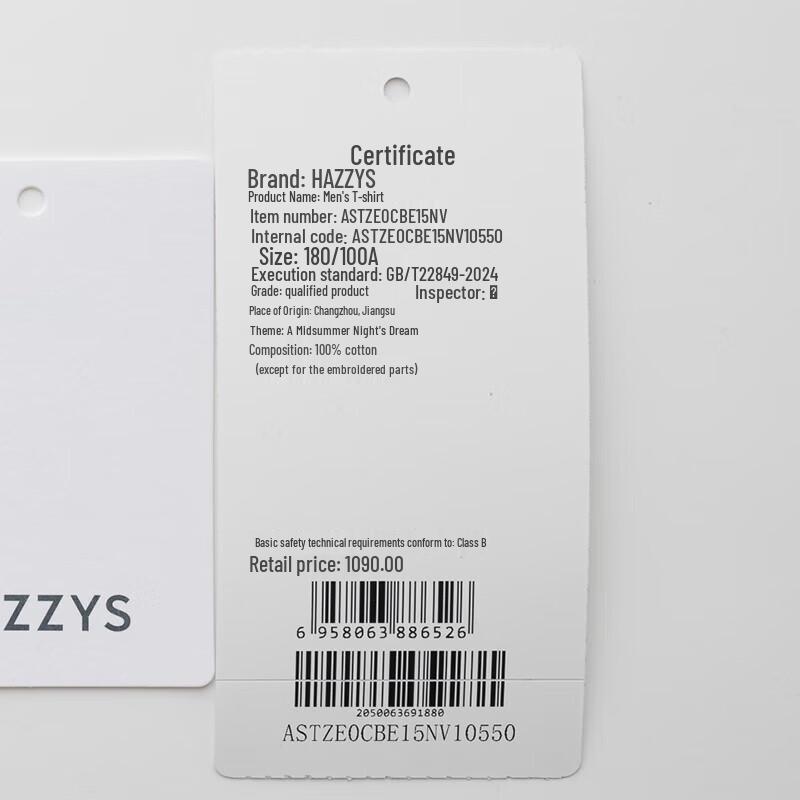 Certificate
Brand: HAZZYS
Product Name: Men's T-shirt
Item number: ASTZE0CBE15NV
Internal code: ASTZE0CBE15NV10550
Size: 180/100A
Execution standard: GB/T22849-2024
Grade: qualified product
Inspector:
Place of Origin: Changzhou, Jiangsu
Theme: A Midsummer Night's Dream
Composition: 100% cotton
(except for the embroidered parts)
Basic safety technical requirements conform to: Class B
Retail price: 1090.00
6 958063 886526
2050063691880
ASTZE0CBE15NV10550
ZZYS